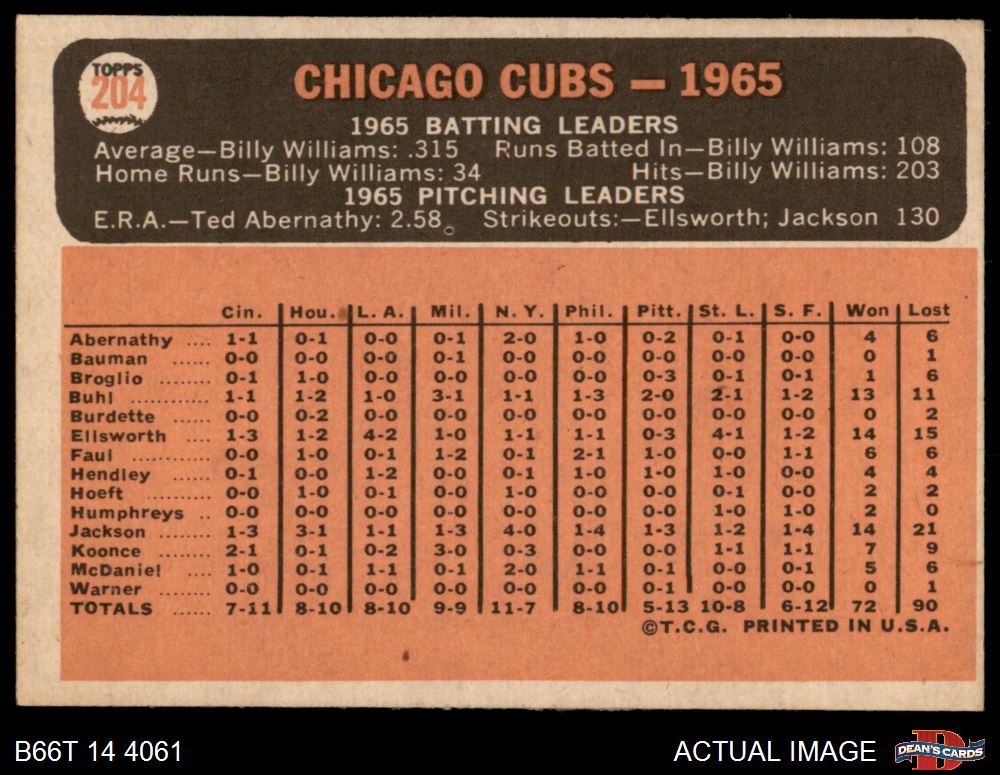 TOPPS
204
CHICAGO CUBS — 1965
1965 BATTING LEADERS
Average—Billy Williams: .315 Runs Batted In—Billy Williams: 108
Home Runs—Billy Williams: 34 Hits—Billy Williams: 203
1965 PITCHING LEADERS
E.R.A.—Ted Abernathy: 2.58 Strikeouts:—Ellsworth; Jackson 130
Cin. Hou. L. A. Mil. N. Y. Phil. Pitt. St. L. S. F. Won Lost
Abernathy .... 1-1 0-1 0-0 0-1 2-0 1-0 0-2 0-1 0-0 4 6
Bauman ........ 0-0 0-0 0-0 0-1 0-0 0-0 0-0 0-0 0-0 0 1
Broglio ........ 0-1 1-0 0-0 0-0 0-0 0-0 0-3 0-1 0-1 1 6
Buhl ........... 1-1 1-2 1-0 3-1 1-1 1-3 2-0 2-1 1-2 13 11
Burdette ...... 0-0 0-2 0-0 0-0 0-0 0-0 0-0 0-0 0-0 0 2
Ellsworth .... 1-3 1-2 4-2 1-0 1-1 1-1 0-3 4-1 1-2 14 15
Faul ........... 0-0 1-0 0-1 1-2 0-1 2-1 1-0 0-0 1-1 6 6
Hendley ...... 0-1 0-0 1-2 0-0 0-1 1-0 1-0 0-0 1-0 4 4
Hoeft .......... 0-0 1-0 0-1 0-0 1-0 0-0 0-0 0-1 0-0 2 2
Humphreys .. 0-0 0-0 0-0 0-0 0-0 0-0 0-0 1-0 1-0 2 0
Jackson ....... 1-3 3-1 1-1 1-3 4-0 1-4 1-3 1-2 1-4 14 21
Koonce ........ 2-1 0-1 0-2 3-0 0-3 0-0 0-0 1-1 1-1 7 9
McDaniel .... 1-0 0-1 1-1 0-1 2-0 1-1 0-1 0-0 0-1 5 6
Warner ........ 0-0 0-0 0-0 0-0 0-0 0-0 0-1 0-0 0-0 0 1
TOTALS ...... 7-11 8-10 8-10 9-9 11-7 8-10 5-13 10-8 6-12 72 90
©T.C.G. PRINTED IN U.S.A.
B66T 14 4061 ACTUAL IMAGE
DEAN'S CARDS